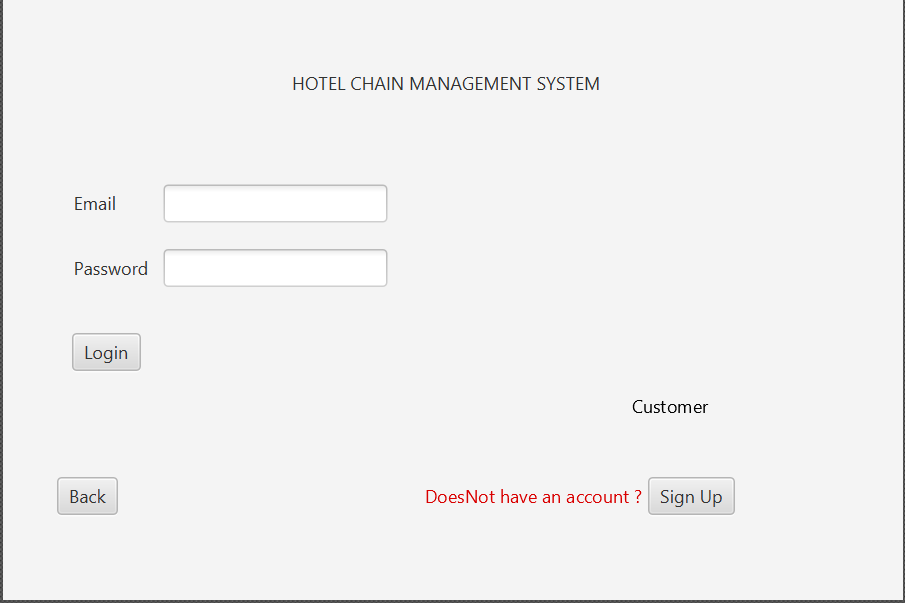 HOTEL CHAIN MANAGEMENT SYSTEM
Email
Password
Login
Customer
Back
DoesNot have an account ? Sign Up